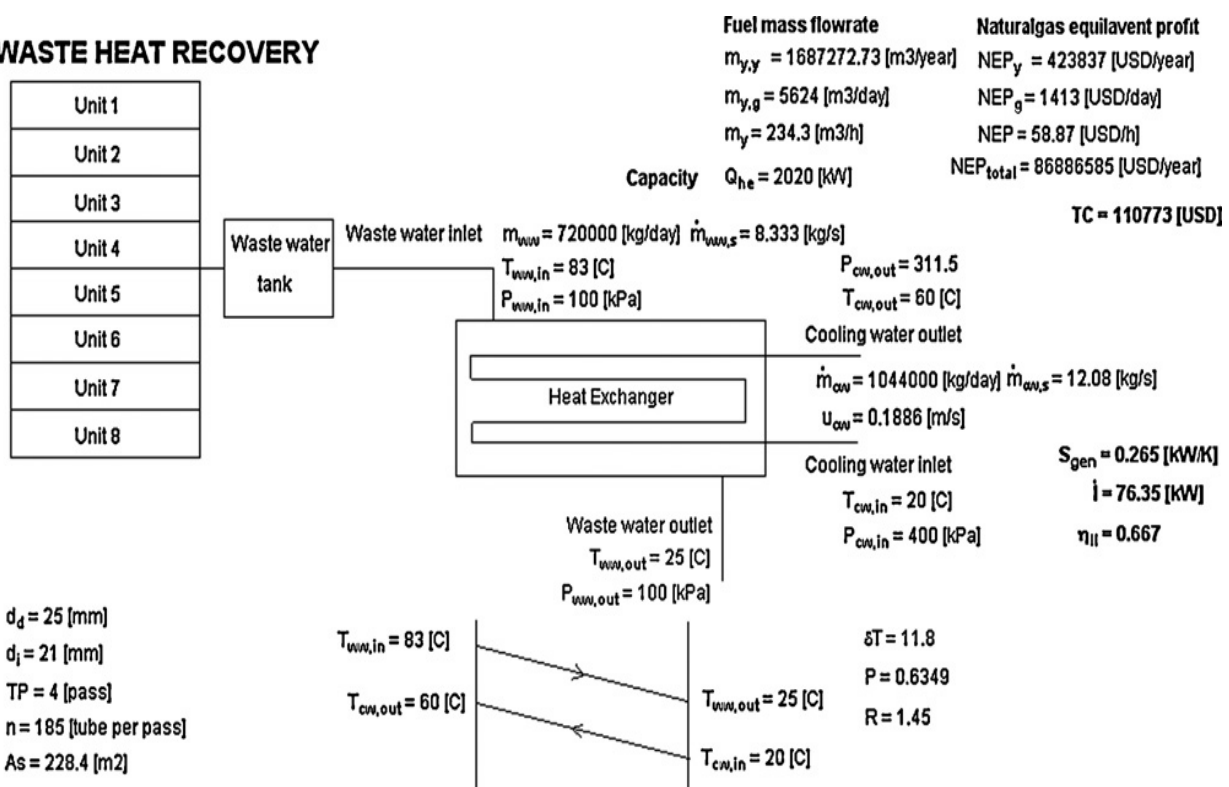 WASTE HEAT RECOVERY
Unit 1
Unit 2
Unit 3
Unit 4
Unit 5
Unit 6
Unit 7
Unit 8
Waste water
tank
Fuel mass flowrate
m_y,y = 1687272.73 [m3/year]
m_y,g = 5624 [m3/day]
m_y = 234.3 [m3/h]
Naturalgas equilavent profit
NEP_y = 423837 [USD/year]
NEP_g = 1413 [USD/day]
NEP = 58.87 [USD/h]
NEP_total = 86886585 [USD/year]
Capacity Q_he = 2020 [kW]
TC = 110773 [USD]
Waste water inlet m_ww = 720000 [kg/day] ṁ_ww,s = 8.333 [kg/s]
T_ww,in = 83 [C]
P_ww,in = 100 [kPa]
P_cw,out = 311.5
T_cw,out = 60 [C]
Cooling water outlet
Heat Exchanger
ṁ_cw = 1044000 [kg/day] ṁ_cw,s = 12.08 [kg/s]
u_cw = 0.1886 [m/s]
Cooling water inlet
T_cw,in = 20 [C]
P_cw,in = 400 [kPa]
S_gen = 0.265 [kW/K]
İ = 76.35 [kW]
η_II = 0.667
Waste water outlet
T_ww,out = 25 [C]
P_ww,out = 100 [kPa]
d_d = 25 [mm]
d_i = 21 [mm]
TP = 4 [pass]
n = 185 [tube per pass]
As = 228.4 [m2]
T_ww,in = 83 [C]
T_cw,out = 60 [C]
T_ww,out = 25 [C]
T_cw,in = 20 [C]
δT = 11.8
P = 0.6349
R = 1.45